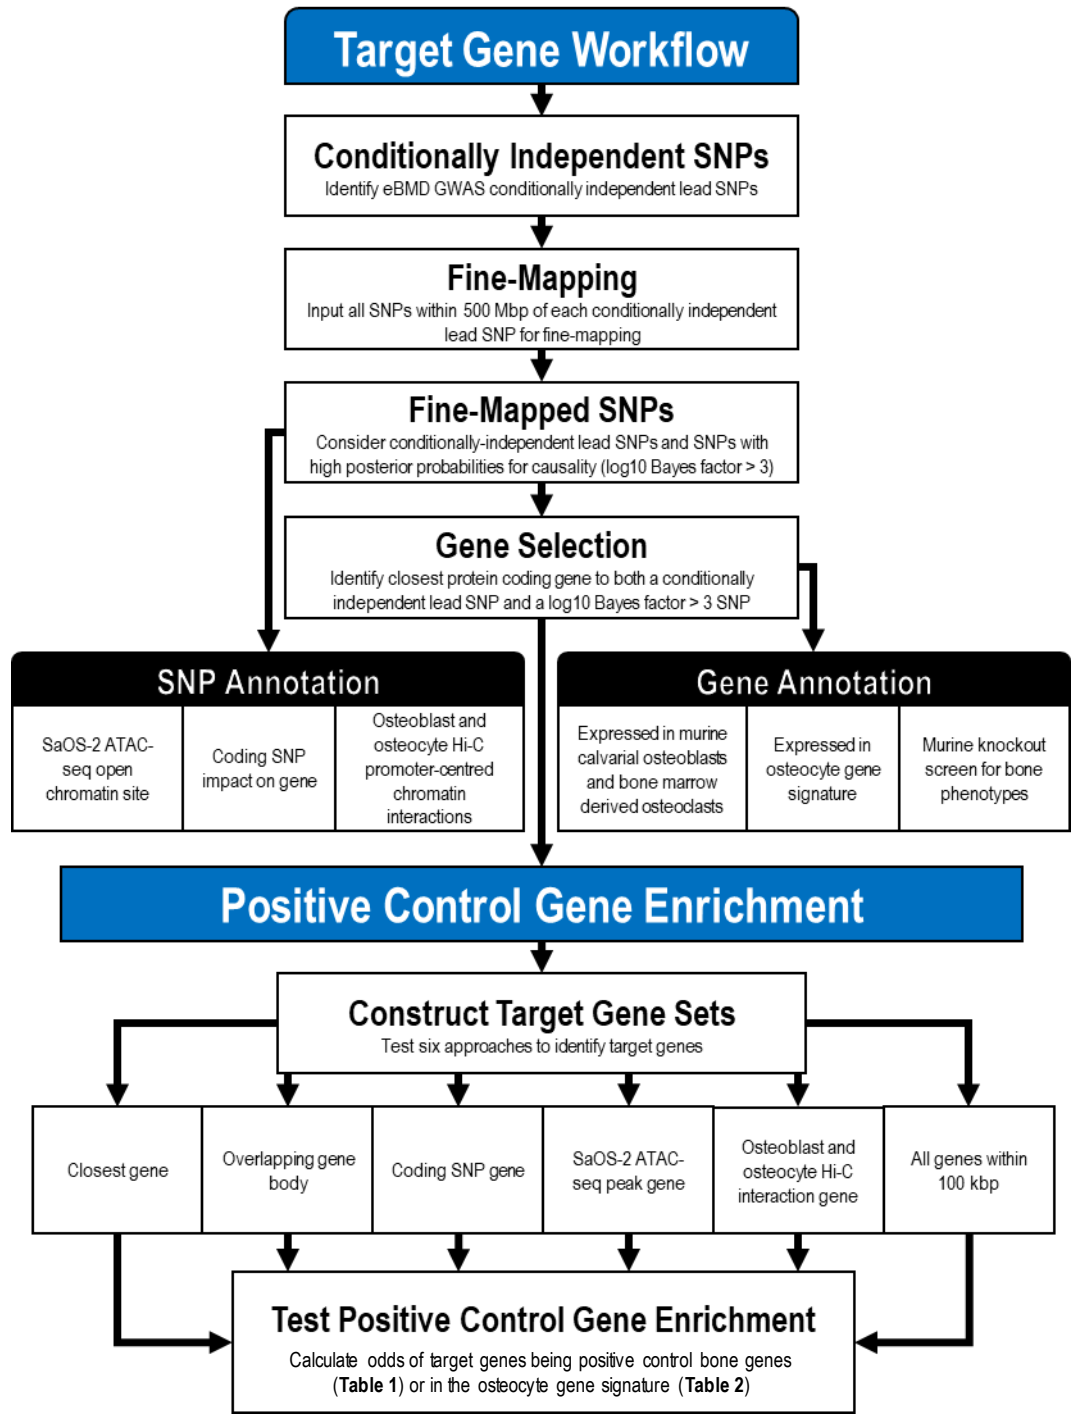 Target Gene Workflow
Conditionally Independent SNPs
Identify eBMD GWAS conditionally independent lead SNPs
Fine-Mapping
Input all SNPs within 500 Mbp of each conditionally independent
lead SNP for fine-mapping
Fine-Mapped SNPs
Consider conditionally-independent lead SNPs and SNPs with
high posterior probabilities for causality (log10 Bayes factor > 3)
Gene Selection
Identify closest protein coding gene to both a conditionally
independent lead SNP and a log10 Bayes factor > 3 SNP
SNP Annotation
SaOS-2 ATAC-
seq open
chromatin site
Coding SNP
impact on gene
Osteoblast and
osteocyte Hi-C
promoter-centred
chromatin
interactions
Gene Annotation
Expressed in murine
calvarial osteoblasts
and bone marrow
derived osteoclasts
Expressed in
osteocyte gene
signature
Murine knockout
screen for bone
phenotypes
Positive Control Gene Enrichment
Construct Target Gene Sets
Test six approaches to identify target genes
Closest gene
Overlapping gene
body
Coding SNP gene
SaOS-2 ATAC-
seq peak gene
Osteoblast and
osteocyte Hi-C
interaction gene
All genes within
100 kbp
Test Positive Control Gene Enrichment
Calculate odds of target genes being positive control bone genes
(Table 1) or in the osteocyte gene signature (Table 2)